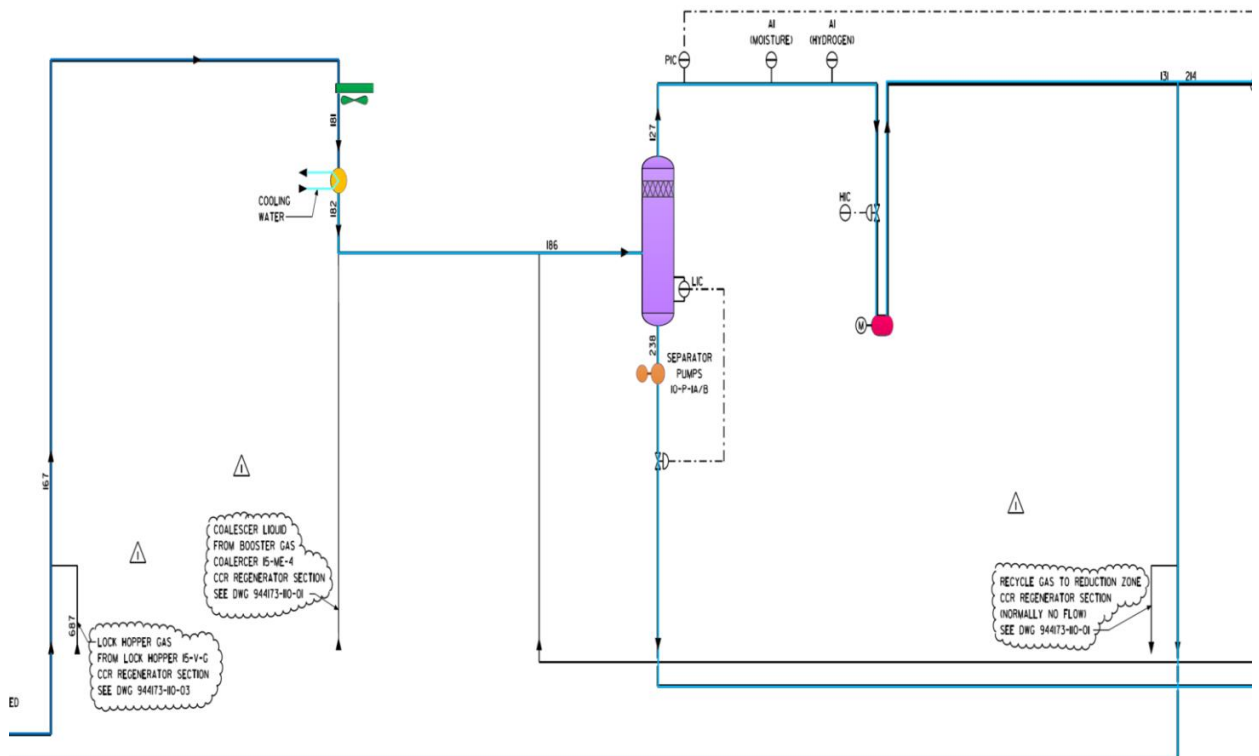 AI
(MOISTURE)
AI
(HYDROGEN)
PIC
131
214
181
127
COOLING
WATER
182
HIC
186
LIC
M
238
SEPARATOR
PUMPS
10-P-1A/B
1
167
1
COALESCER LIQUID
FROM BOOSTER GAS
COALERCER 15-ME-4
CCR REGENERATOR SECTION
SEE DWG 944173-110-01
1
RECYCLE GAS TO REDUCTION ZONE
CCR REGENERATOR SECTION
(NORMALLY NO FLOW)
SEE DWG 944173-110-01
687
LOCK HOPPER GAS
FROM LOCK HOPPER 15-V-G
CCR REGENERATOR SECTION
SEE DWG 944173-110-03
ED